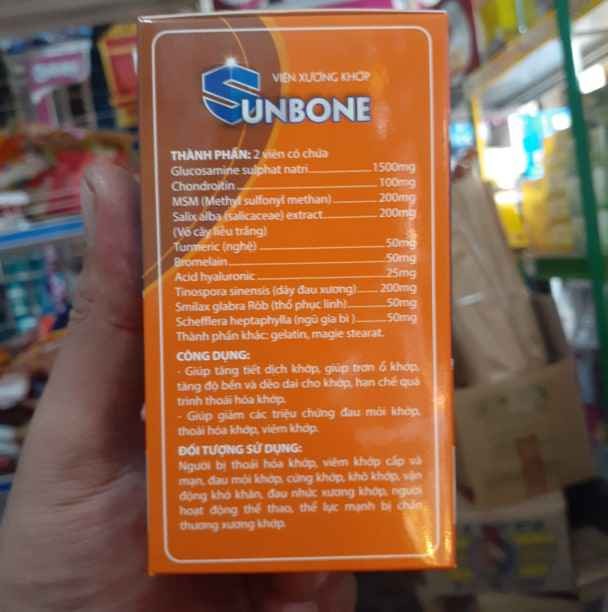 VIÊN XƯƠNG KHỚP
SUNBONE
THÀNH PHẦN: 2 viên có chứa
Glucosamine sulphat natri 1500mg
Chondroitin 100mg
MSM (Methyl sulfonyl methan) 200mg
Salix alba (salicaceae) extract 200mg
(Vỏ cây liễu trắng)
Turmeric (nghệ) 50mg
Bromelain 50mg
Acid hyaluronic 25mg
Tinospora sinensis (dây đau xương) 200mg
Smilax glabra Rôb (thổ phục linh) 50mg
Schefflera heptaphylla (ngũ gia bì ) 50mg
Thành phần khác: gelatin, magie stearat.
CÔNG DỤNG:
- Giúp tăng tiết dịch khớp, giúp trơn ổ khớp,
tăng độ bền và dẻo dai cho khớp, hạn chế quá
trình thoái hóa khớp.
- Giúp giảm các triệu chứng đau mỏi khớp,
thoái hóa khớp, viêm khớp.
ĐỐI TƯỢNG SỬ DỤNG:
Người bị thoái hóa khớp, viêm khớp cấp và
mạn, đau mỏi khớp, cứng khớp, khô khớp, vận
động khó khăn, đau nhức xương khớp, người
hoạt động thể thao, thể lực mạnh bị chấn
thương xương khớp.